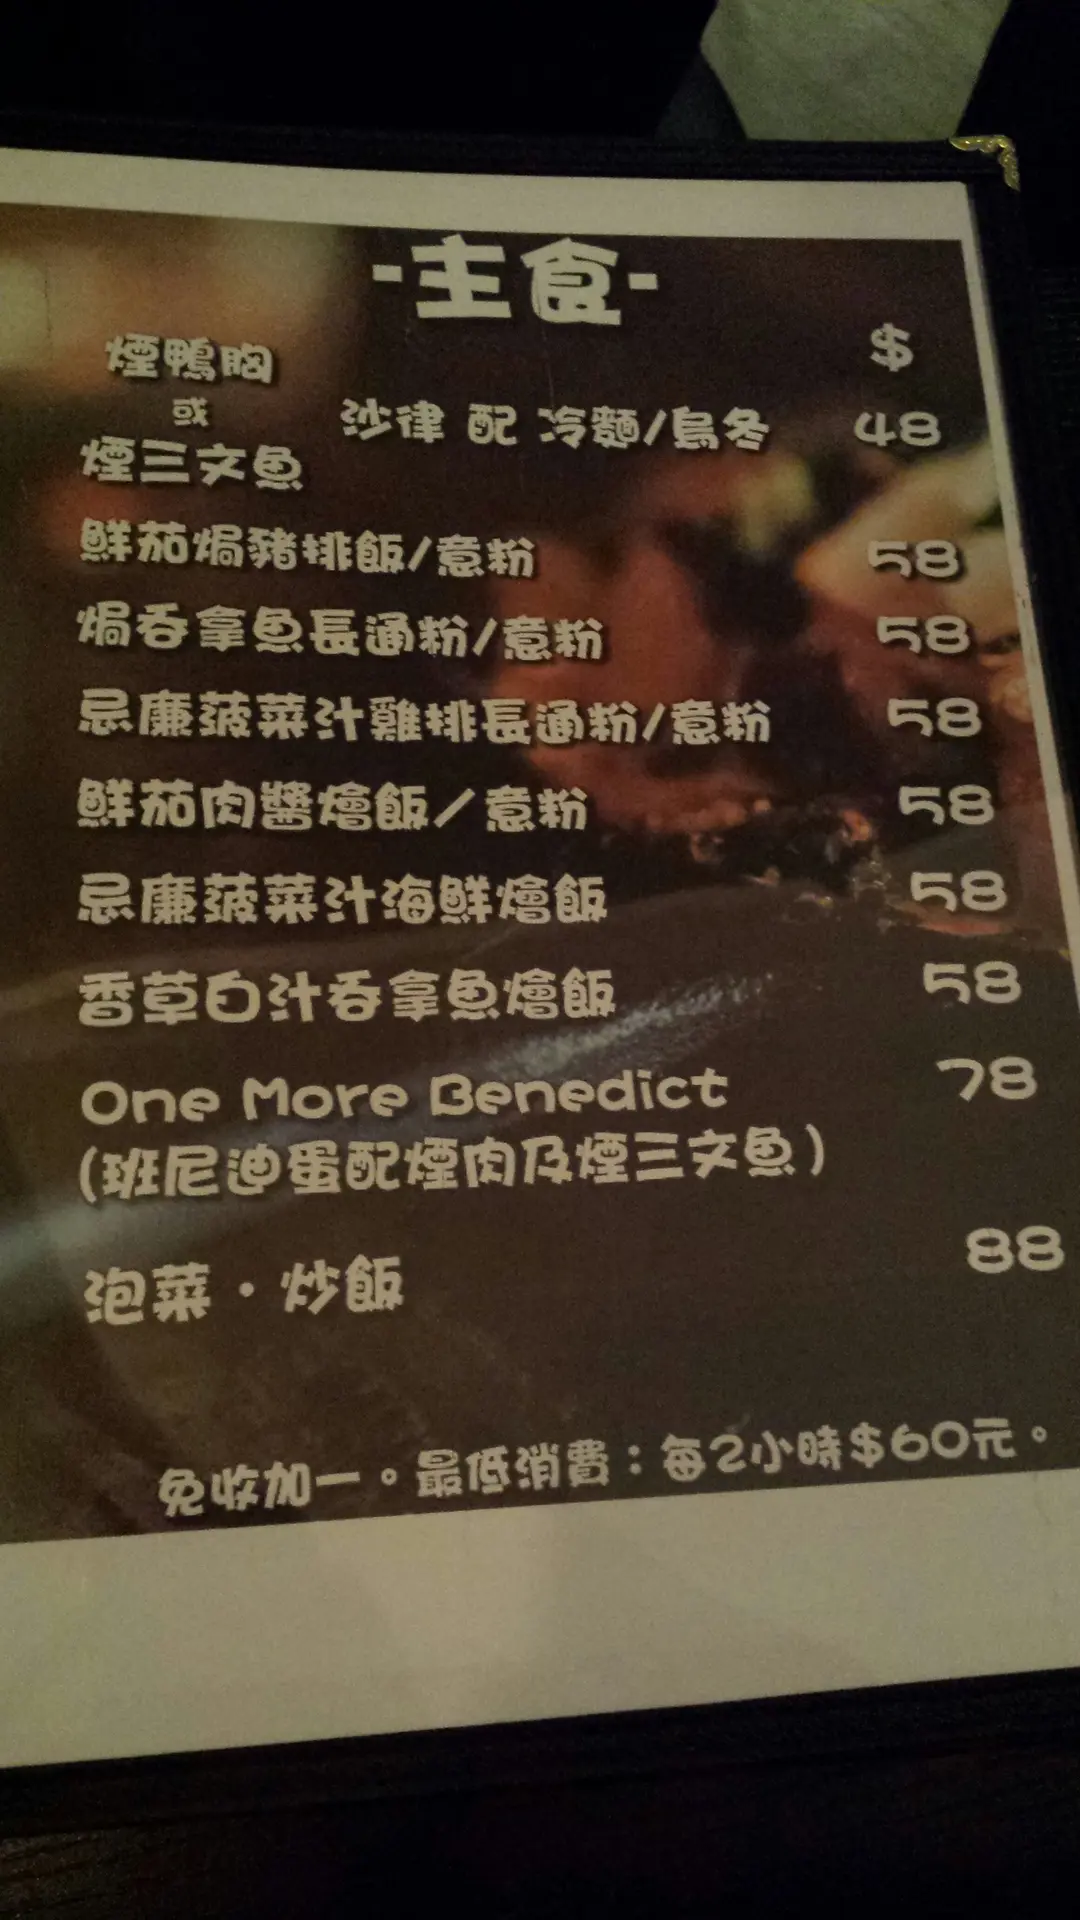 -主食-
$
煙鴨胸
或
沙律 配 冷麵/烏冬 48
煙三文魚
鮮茄焗豬排飯/意粉 58
焗吞拿魚長通粉/意粉 58
忌廉菠菜汁雞排長通粉/意粉 58
鮮茄肉醬燴飯/意粉 58
忌廉菠菜汁海鮮燴飯 58
香草白汁吞拿魚燴飯 58
One More Benedict 78
(班尼迪蛋配煙肉及煙三文魚)
泡菜·炒飯 88
免收加一。最低消費：每2小時$60元。